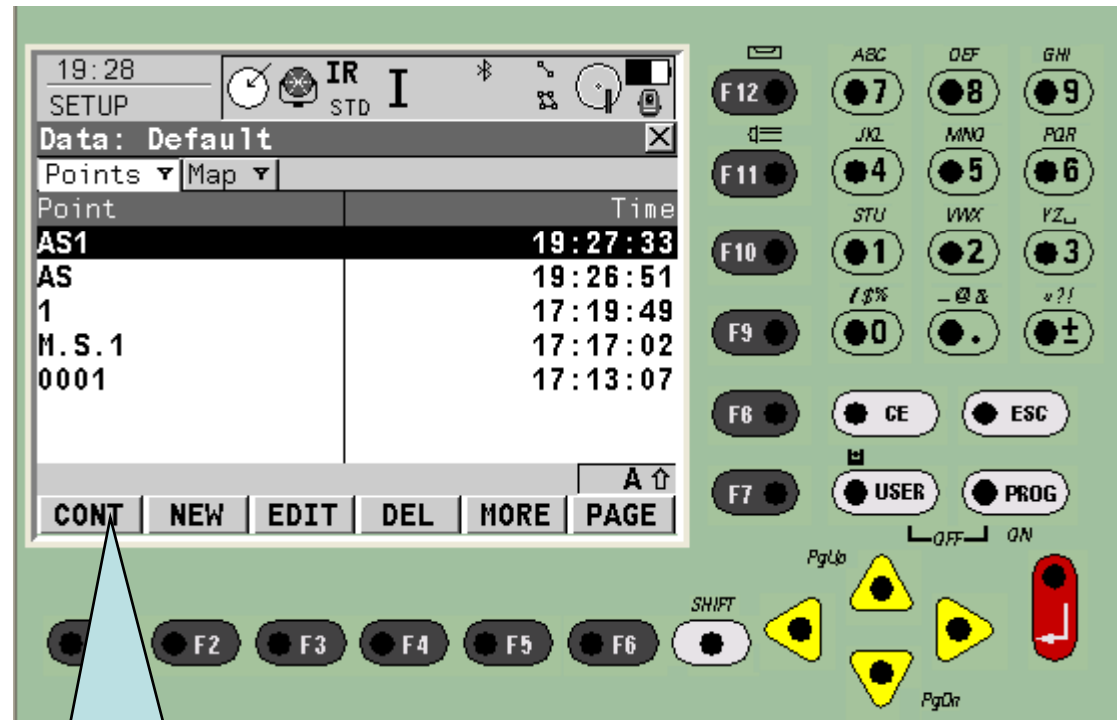 19:28
SETUP
IR
STD
I
Data: Default
Points Map
Point Time
AS1 19:27:33
AS 19:26:51
1 17:19:49
M.S.1 17:17:02
0001 17:13:07
A
CONT NEW EDIT DEL MORE PAGE
F12 ABC 7 DEF 8 GHI 9
F11 JKL 4 MNO 5 PQR 6
F10 STU 1 VWX 2 YZ 3
F9 /$% 0 _@& . *?! ±
F8 CE ESC
F7 USER PROG
OFF ON
PgUp
F2 F3 F4 F5 F6 SHIFT
PgDn